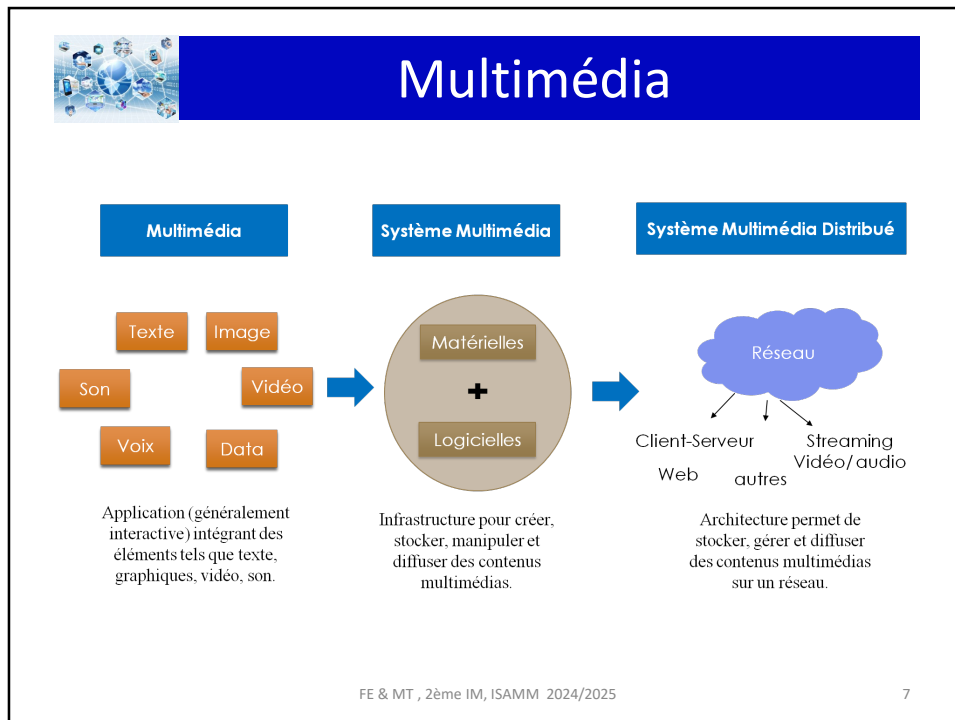 Multimédia
Multimédia
Système Multimédia
Système Multimédia Distribué
Texte
Image
Son
Vidéo
Voix
Data
Matérielles
+
Logicielles
Réseau
Client-Serveur
Web
autres
Streaming
Vidéo/audio
Application (généralement
interactive) intégrant des
éléments tels que texte,
graphiques, vidéo, son.
Infrastructure pour créer,
stocker, manipuler et
diffuser des contenus
multimédias.
Architecture permet de
stocker, gérer et diffuser
des contenus multimédias
sur un réseau.
FE & MT , 2ème IM, ISAMM 2024/2025
7